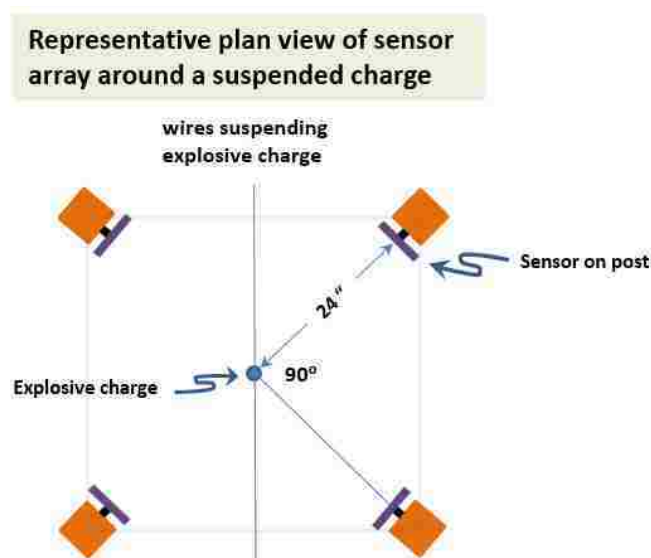 Representative plan view of sensor
array around a suspended charge
wires suspending
explosive charge
Sensor on post
24"
Explosive charge
90°